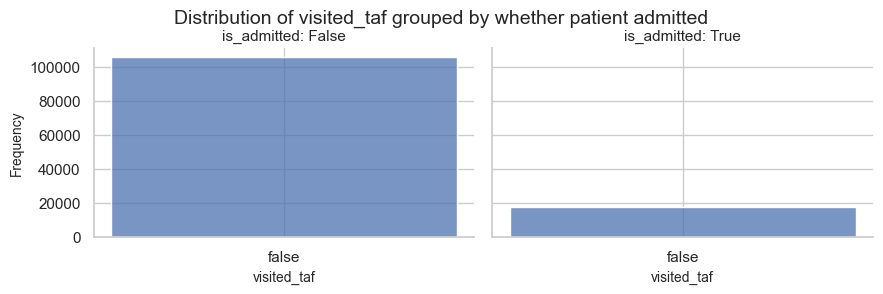 Distribution of visited_taf grouped by whether patient admitted
is_admitted: False
is_admitted: True
Frequency
100000
80000
60000
40000
20000
0
false
false
visited_taf
visited_taf